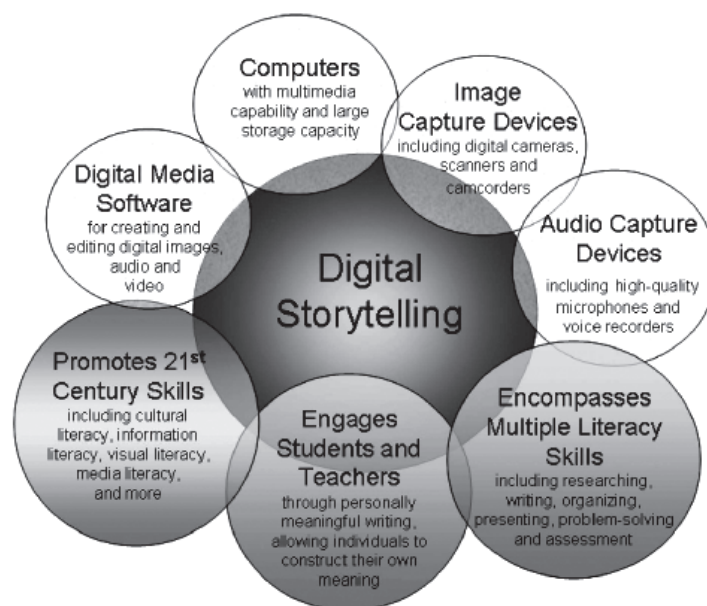 Computers
with multimedia
capability and large
storage capacity
Image
Capture Devices
including digital cameras,
scanners and
camcorders
Digital Media
Software
for creating and
editing digital images,
audio and
video
Audio Capture
Devices
including high-quality
microphones and
voice recorders
Digital
Storytelling
Promotes 21st
Century Skills
including cultural
literacy, information
literacy, visual literacy,
media literacy,
and more
Engages
Students and
Teachers
through personally
meaningful writing,
allowing individuals to
construct their own
meaning
Encompasses
Multiple Literacy
Skills
including researching,
writing, organizing,
presenting, problem-solving
and assessment